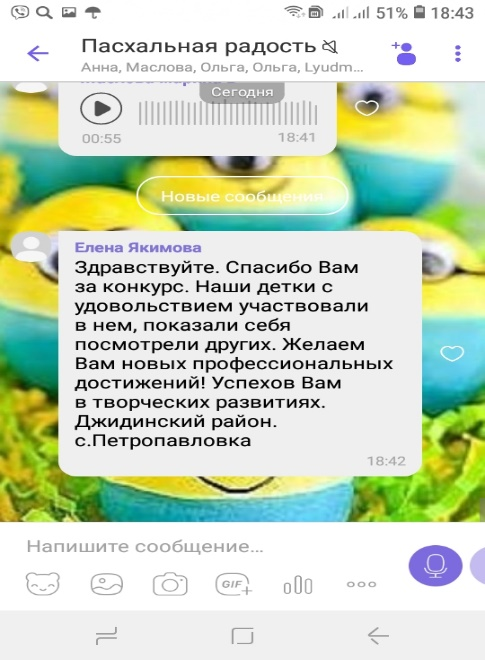 51% 18:43
Пасхальная радость
Анна, Маслова, Ольга, Ольга, Lyudm...
Сегодня
00:55 18:41
Новые сообщения
Елена Якимова
Здравствуйте. Спасибо Вам
за конкурс. Наши детки с
удовольствием участвовали
в нем, показали себя
посмотрели других. Желаем
Вам новых профессиональных
достижений! Успехов Вам
в творческих развитиях.
Джидинский район.
с.Петропавловка
18:42
Напишите сообщение...
GIF